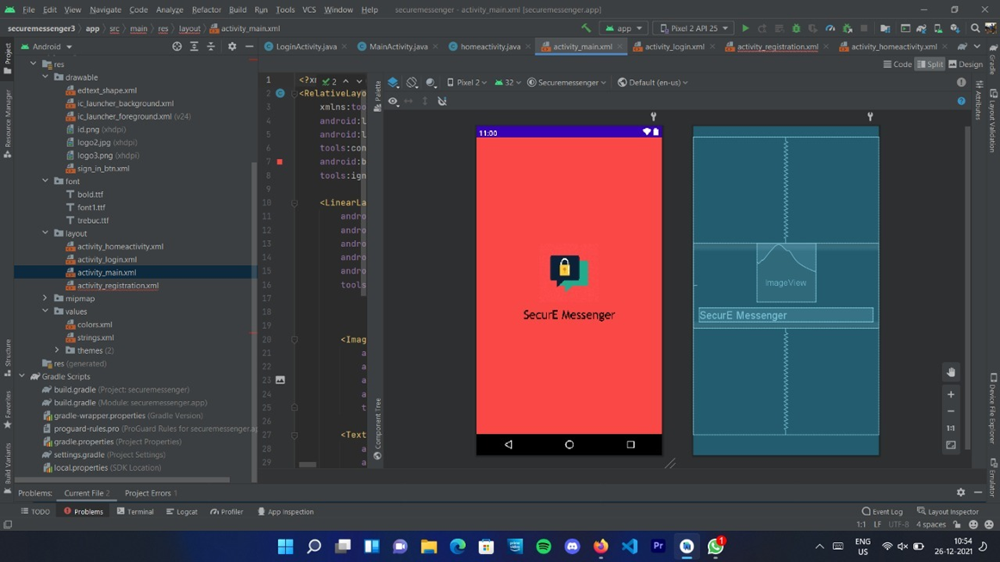 File Edit View Navigate Code Analyze Refactor Build Run Tools VCS Window Help securemessenger - activity_main.xml [securemessenger.app]
securemessenger3 app src main res layout activity_main.xml app Pixel 2 API 25
Android LoginActivity.java MainActivity.java homeactivity.java activity_main.xml activity_login.xml activity_registration.xml activity_homeactivity.xml
Code Split Design
Pixel 2 32 Securemessenger Default (en-us)
Project
Resource Manager
Structure
Favorites
Build Variants
res
drawable
edtext_shape.xml
ic_launcher_background.xml
ic_launcher_foreground.xml (v24)
id.png (xhdpi)
logo2.jpg (xhdpi)
logo3.png (xhdpi)
sign_in_btn.xml
font
bold.ttf
font1.ttf
trebuc.ttf
layout
activity_homeactivity.xml
activity_login.xml
activity_main.xml
activity_registration.xml
mipmap
values
colors.xml
strings.xml
themes (2)
res (generated)
Gradle Scripts
build.gradle (Project: securemessenger)
build.gradle (Module: securemessenger.app)
gradle-wrapper.properties (Gradle Version)
proguard-rules.pro (ProGuard Rules for securemessenger.ap
gradle.properties (Project Properties)
settings.gradle (Project Settings)
local.properties (SDK Location)
1 <?x 2
2 <RelativeLayo
3 xmlns:too
4 android:l
5 android:l
6 tools:con
7 android:b
8 tools:ign
9
10 <LinearLa
11 andro
12 andro
13 andro
14 andro
15 andro
16 tools
17
18
19
20 <Imag
21 a
22 a
23 a
24 a
25 t
26
27 <Text
28 a
29 a
Palette
Component Tree
11:00
SecurE Messenger
ImageView
SecurE Messenger
1:1
Gradle
Attributes
Layout Validation
Device File Explorer
Emulator
Problems: Current File 2 Project Errors 1
TODO Problems Terminal Logcat Profiler App Inspection Event Log Layout Inspector
1:1 LF UTF-8 4 spaces
Pr 1 ENG US 10:54 26-12-2021